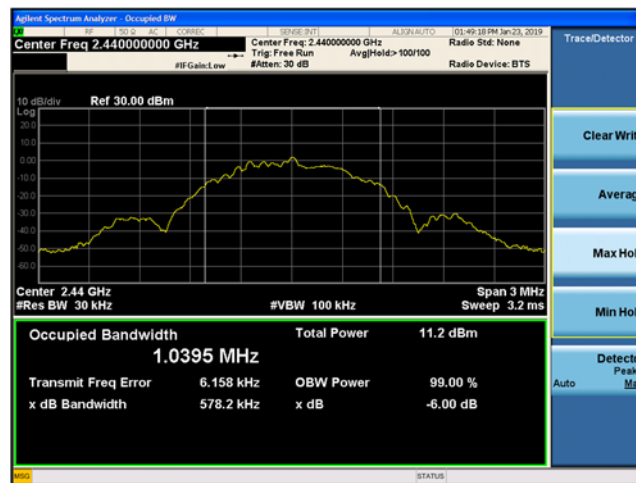 Agilent Spectrum Analyzer - Occupied BW
RF 50 Ω AC CORREC SENSE:INT ALIGN AUTO 01:49:18 PM Jan 23, 2019
Center Freq 2.440000000 GHz
Center Freq: 2.440000000 GHz
Radio Std: None
Trig: Free Run Avg|Hold:>100/100
#IFGain:Low #Atten: 30 dB Radio Device: BTS
Trace/Detector
10 dB/div Ref 30.00 dBm
Log
20.0
10.0
0.00
-10.0
-20.0
-30.0
-40.0
-50.0
-60.0
Clear Writ
Averag
Max Hol
Min Hol
Center 2.44 GHz Span 3 MHz
#Res BW 30 kHz #VBW 100 kHz Sweep 3.2 ms
Occupied Bandwidth Total Power 11.2 dBm
1.0395 MHz
Transmit Freq Error 6.158 kHz OBW Power 99.00 %
x dB Bandwidth 578.2 kHz x dB -6.00 dB
Detecto
Peak
Auto Ma
MSG STATUS